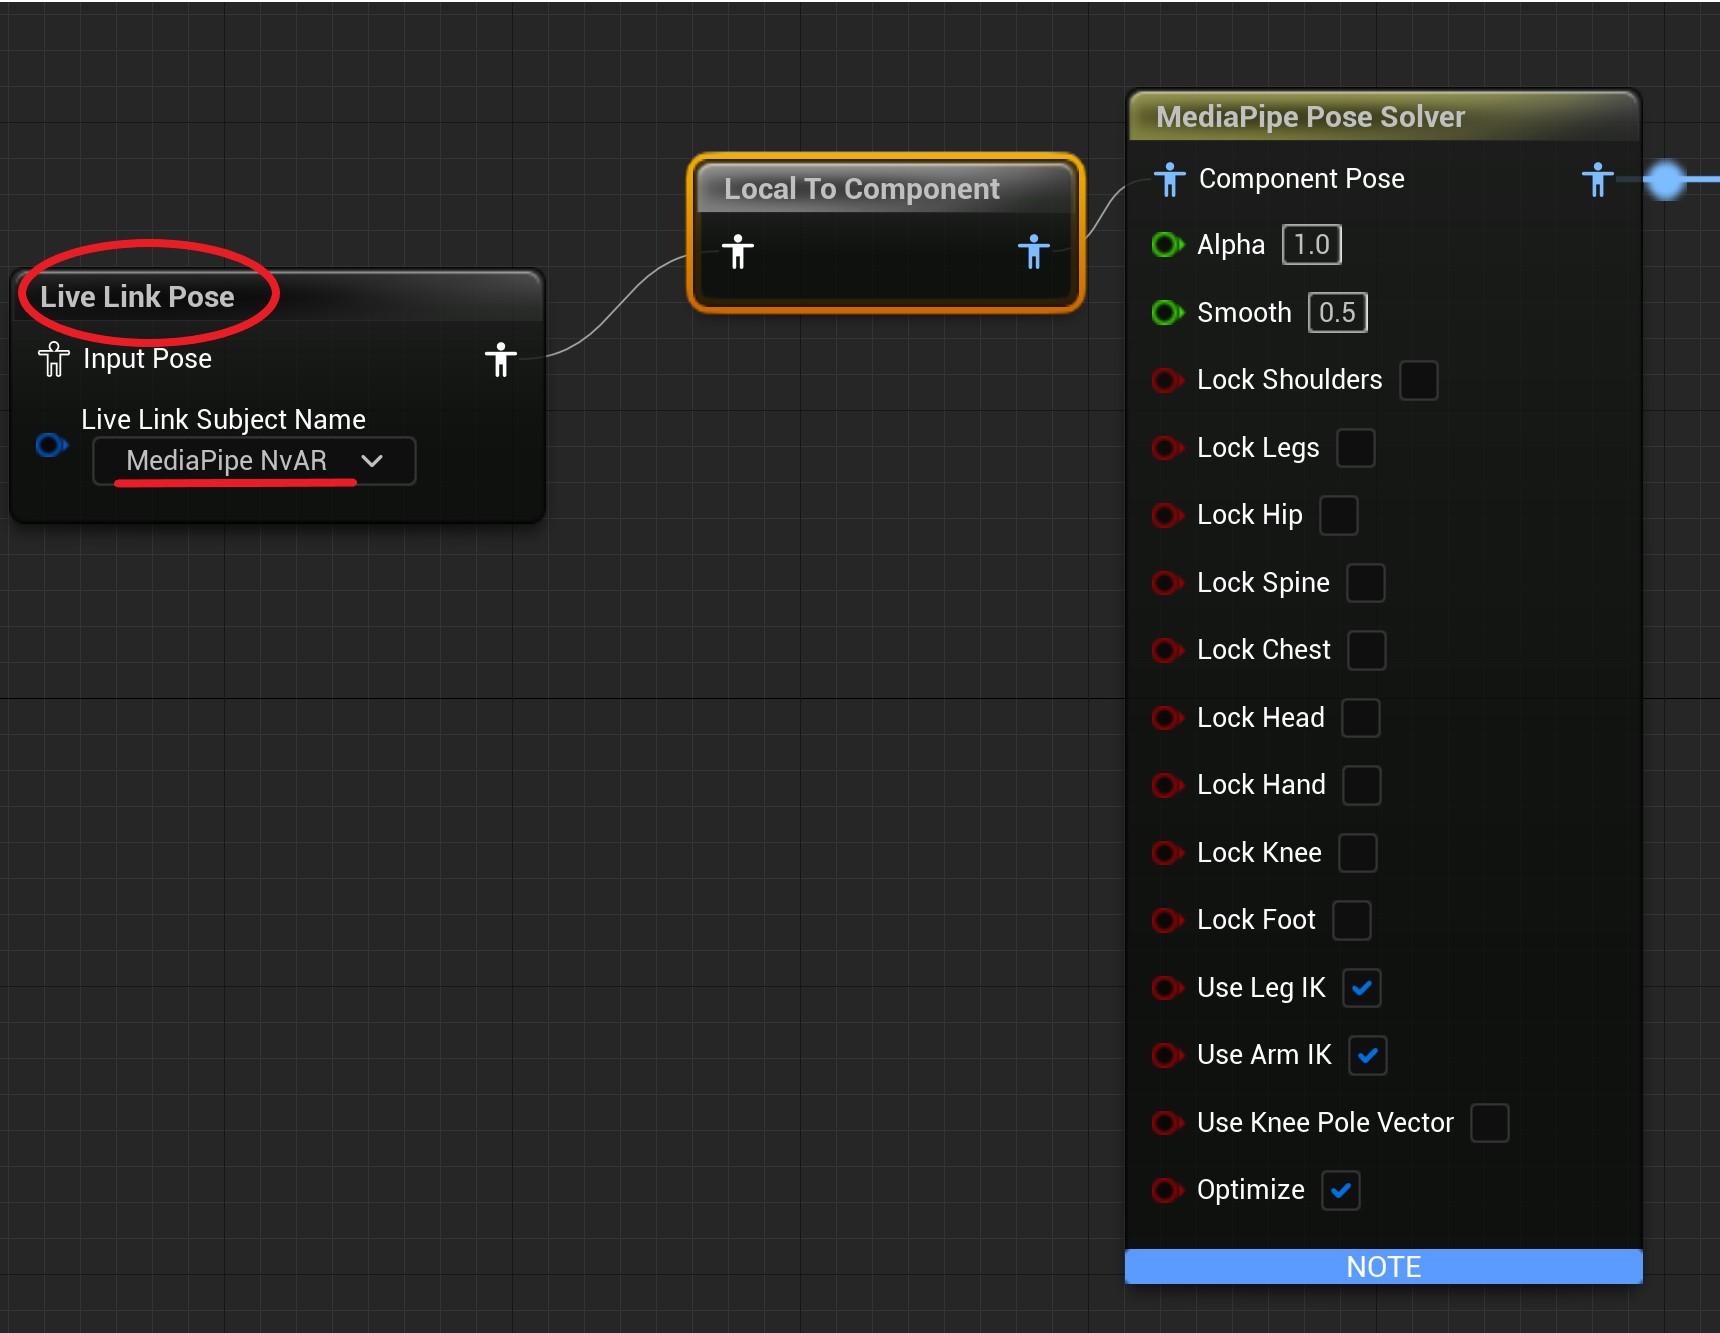 Live Link Pose
Input Pose
Live Link Subject Name
MediaPipe NvAR
Local To Component
MediaPipe Pose Solver
Component Pose
Alpha 1.0
Smooth 0.5
Lock Shoulders
Lock Legs
Lock Hip
Lock Spine
Lock Chest
Lock Head
Lock Hand
Lock Knee
Lock Foot
Use Leg IK
Use Arm IK
Use Knee Pole Vector
Optimize
NOTE